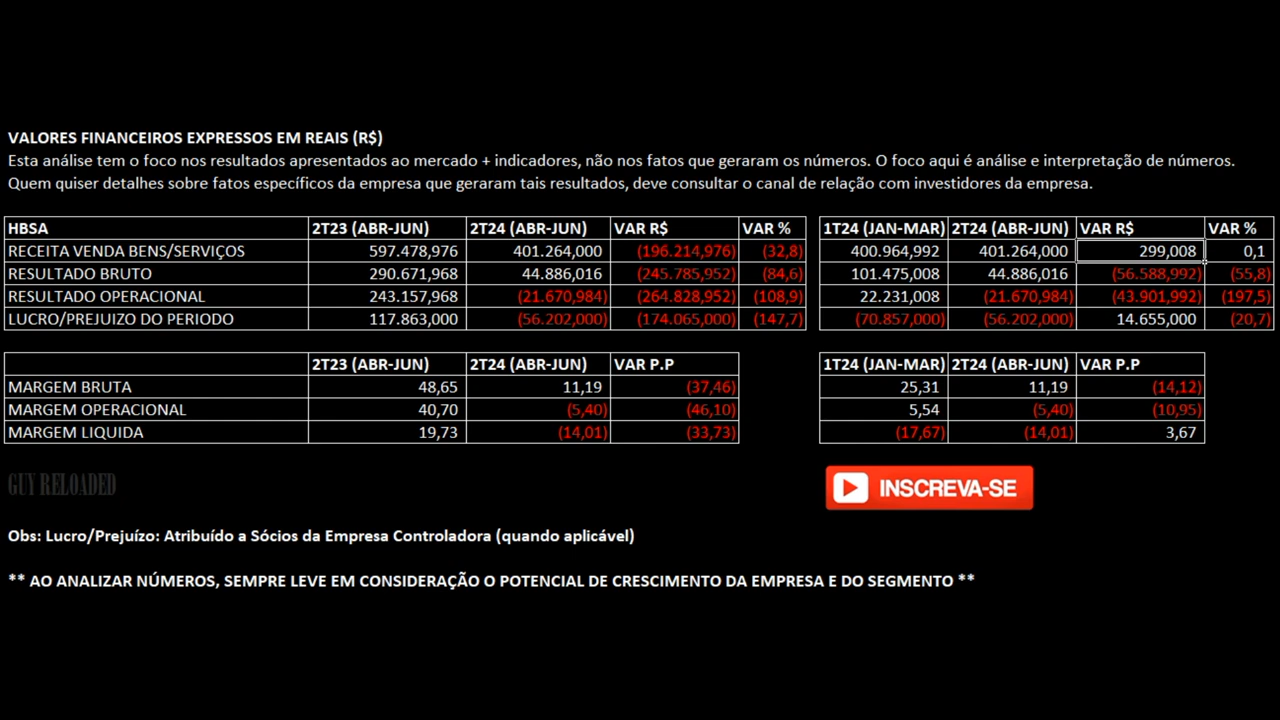 VALORES FINANCEIROS EXPRESSOS EM REAIS (R$)
Esta análise tem o foco nos resultados apresentados ao mercado + indicadores, não nos fatos que geraram os números. O foco aqui é análise e interpretação de números.
Quem quiser detalhes sobre fatos específicos da empresa que geraram tais resultados, deve consultar o canal de relação com investidores da empresa.
HBSA 2T23 (ABR-JUN) 2T24 (ABR-JUN) VAR R$ VAR % 1T24 (JAN-MAR) 2T24 (ABR-JUN) VAR R$ VAR %
RECEITA VENDA BENS/SERVIÇOS 597.478,976 401.264,000 (196.214,976) (32,8) 400.964,992 401.264,000 299,008 0,1
RESULTADO BRUTO 290.671,968 44.886,016 (245.785,952) (84,6) 101.475,008 44.886,016 (56.588,992) (55,8)
RESULTADO OPERACIONAL 243.157,968 (21.670,984) (264.828,952) (108,9) 22.231,008 (21.670,984) (43.901,992) (197,5)
LUCRO/PREJUIZO DO PERIODO 117.863,000 (56.202,000) (174.065,000) (147,7) (70.857,000) (56.202,000) 14.655,000 (20,7)
2T23 (ABR-JUN) 2T24 (ABR-JUN) VAR P.P 1T24 (JAN-MAR) 2T24 (ABR-JUN) VAR P.P
MARGEM BRUTA 48,65 11,19 (37,46) 25,31 11,19 (14,12)
MARGEM OPERACIONAL 40,70 (5,40) (46,10) 5,54 (5,40) (10,95)
MARGEM LIQUIDA 19,73 (14,01) (33,73) (17,67) (14,01) 3,67
GUY RELOADED
INSCREVA-SE
Obs: Lucro/Prejuízo: Atribuído a Sócios da Empresa Controladora (quando aplicável)
** AO ANALIZAR NÚMEROS, SEMPRE LEVE EM CONSIDERAÇÃO O POTENCIAL DE CRESCIMENTO DA EMPRESA E DO SEGMENTO **